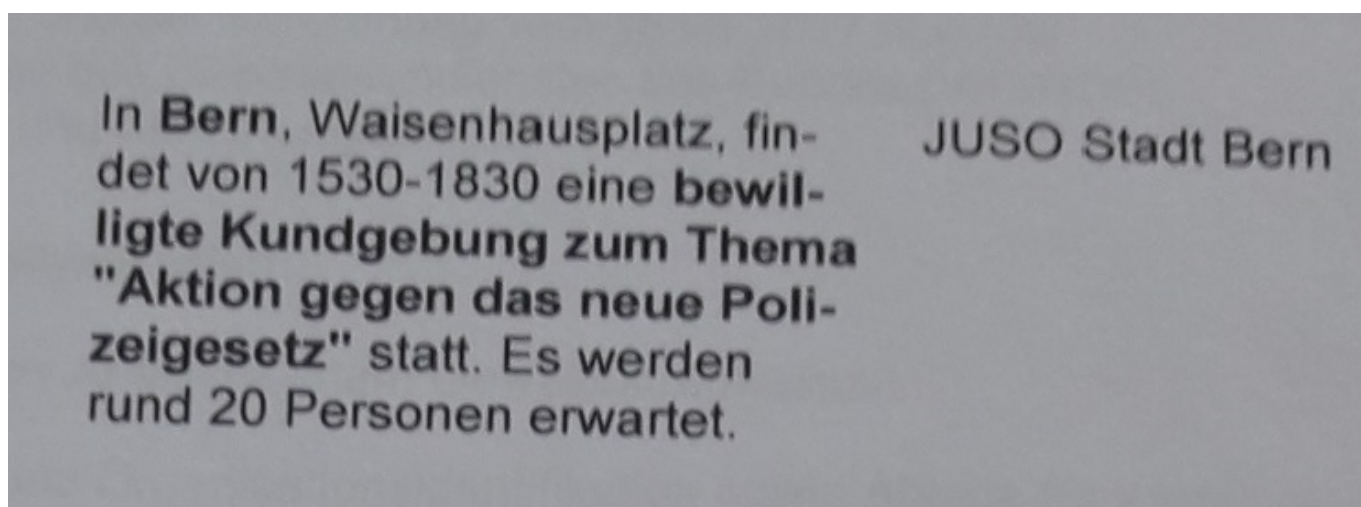 In Bern, Waisenhausplatz, fin-
det von 1530-1830 eine bewil-
ligte Kundgebung zum Thema
"Aktion gegen das neue Poli-
zeigesetz" statt. Es werden
rund 20 Personen erwartet.
JUSO Stadt Bern